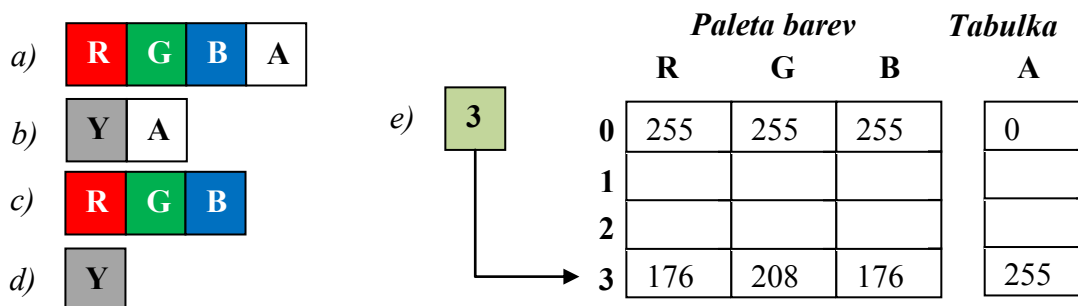 a) R G B A
b) Y A
c) R G B
d) Y
e) 3
Paleta barev Tabulka
R G B A
0 255 255 255 0
1
2
3 176 208 176 255